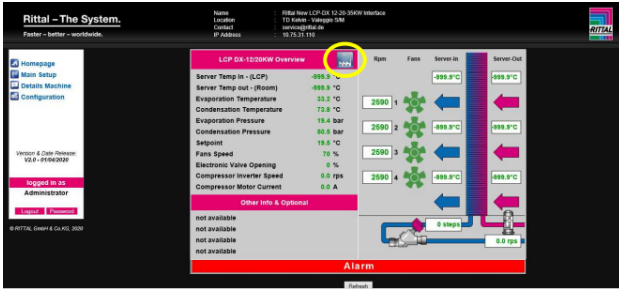 Rittal – The System.
Faster – better – worldwide.
Name : Rittal New LCP-DX 12-20-35KW Interface
Location : TD Kelvin - Valeggio S/M
Contact : service@rittal.de
IP Address : 10.75.31.110
RITTAL
Homepage
Main Setup
Details Machine
Configuration
Version & Date Release:
V2.0 - 01/04/2020
logged in as
Administrator
Logout Password
© RITTAL GmbH & Co.KG, 2020
LCP DX-12/20KW Overview
Server Temp in - (LCP) -999.9 °C
Server Temp out - (Room) -999.9 °C
Evaporation Temperature 33.2 °C
Condensation Temperature 73.8 °C
Evaporation Pressure 19.4 bar
Condensation Pressure 50.5 bar
Setpoint 19.5 °C
Fans Speed 70 %
Electronic Valve Opening 0 %
Compressor Inverter Speed 0.0 rps
Compressor Motor Current 0.0 A
Other Info & Optional
not available
not available
not available
not available
Rpm Fans Server-In Server-Out
-999.9°C -999.9°C
2590 1
2590 2 -999.9°C -999.9°C
2590 3
2590 4 -999.9°C -999.9°C
0 steps
0.0 rps
Alarm
Refresh